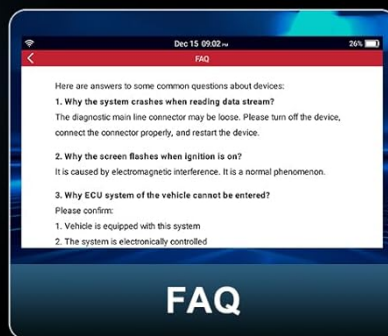 Dec 15 09:02 PM
26%
FAQ
Here are answers to some common questions about devices:
1. Why the system crashes when reading data stream?
The diagnostic main line connector may be loose. Please turn off the device,
connect the connector properly, and restart the device.
2. Why the screen flashes when ignition is on?
It is caused by electromagnetic interference. It is a normal phenomenon.
3. Why ECU system of the vehicle cannot be entered?
Please confirm:
1. Vehicle is equipped with this system
2. The system is electronically controlled
FAQ